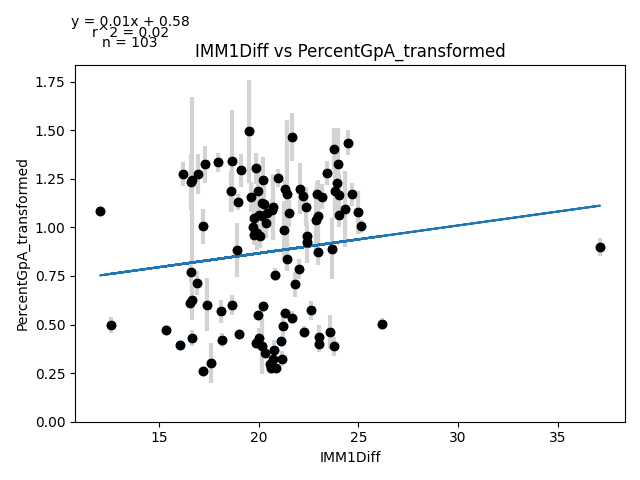 y = 0.01x + 0.58
r^2 = 0.02
n = 103
IMM1Diff vs PercentGpA_transformed
1.75
1.50
1.25
1.00
0.75
0.50
0.25
0.00
PercentGpA_transformed
15
20
25
30
35
IMM1Diff